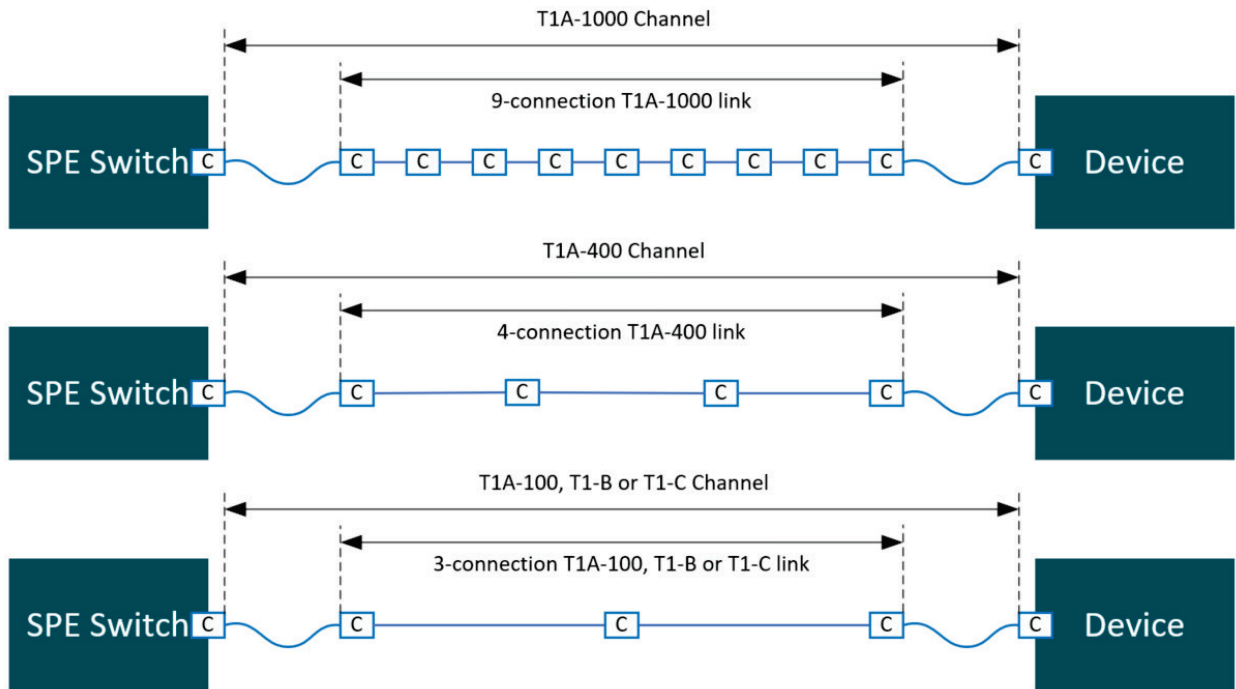 T1A-1000 Channel
9-connection T1A-1000 link
SPE Switch C C C C C C C C C C C Device
T1A-400 Channel
4-connection T1A-400 link
SPE Switch C C C C C C Device
T1A-100, T1-B or T1-C Channel
3-connection T1A-100, T1-B or T1-C link
SPE Switch C C C C C Device